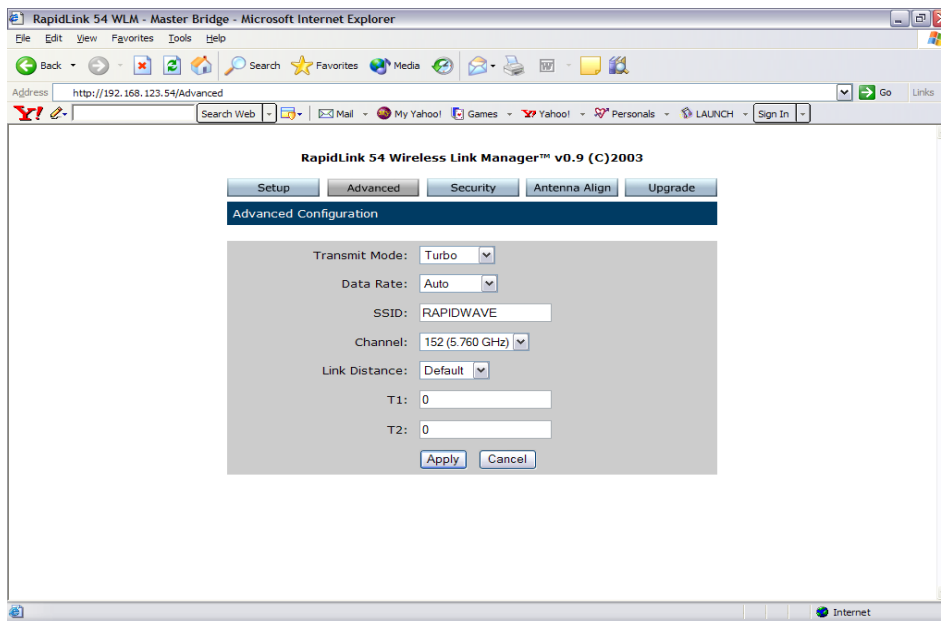 RapidLink 54 WLM - Master Bridge - Microsoft Internet Explorer
File Edit View Favorites Tools Help
Back Search Favorites Media W
Address http://192.168.123.54/Advanced Go Links
Y! Search Web Mail My Yahoo! Games Y? Yahoo! Personals LAUNCH Sign In
RapidLink 54 Wireless Link Manager™ v0.9 (C)2003
Setup Advanced Security Antenna Align Upgrade
Advanced Configuration
Transmit Mode: Turbo
Data Rate: Auto
SSID: RAPIDWAVE
Channel: 152 (5.760 GHz)
Link Distance: Default
T1: 0
T2: 0
Apply Cancel
Internet